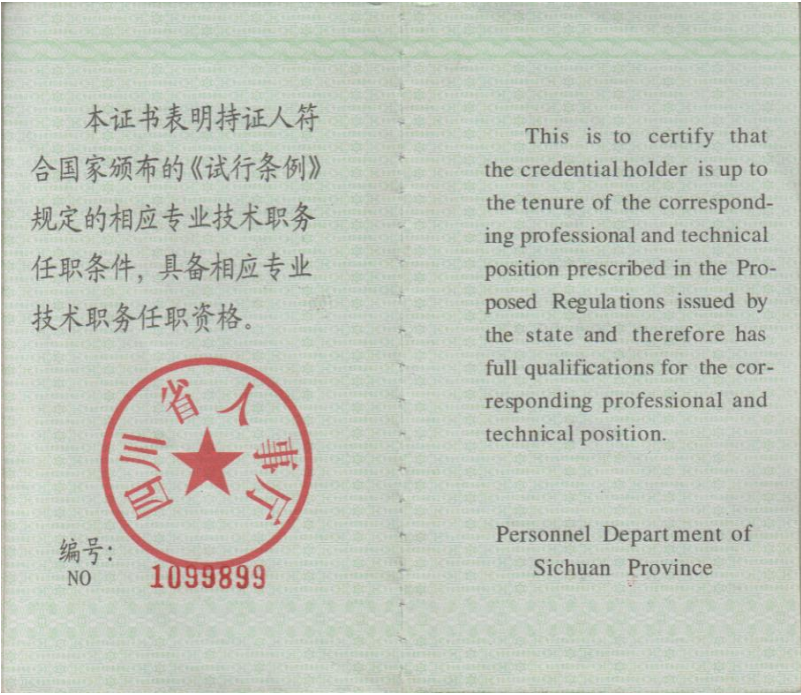 本证书表明持证人符
合国家颁布的《试行条例》
规定的相应专业技术职务
任职条件，具备相应专业
技术职务任职资格。
四川省人事厅
编号：
NO 1099899
This is to certify that
the credential holder is up to
the tenure of the correspond-
ing professional and technical
position prescribed in the Pro-
posed Regulations issued by
the state and therefore has
full qualifications for the cor-
responding professional and
technical position.
Personnel Department of
Sichuan Province